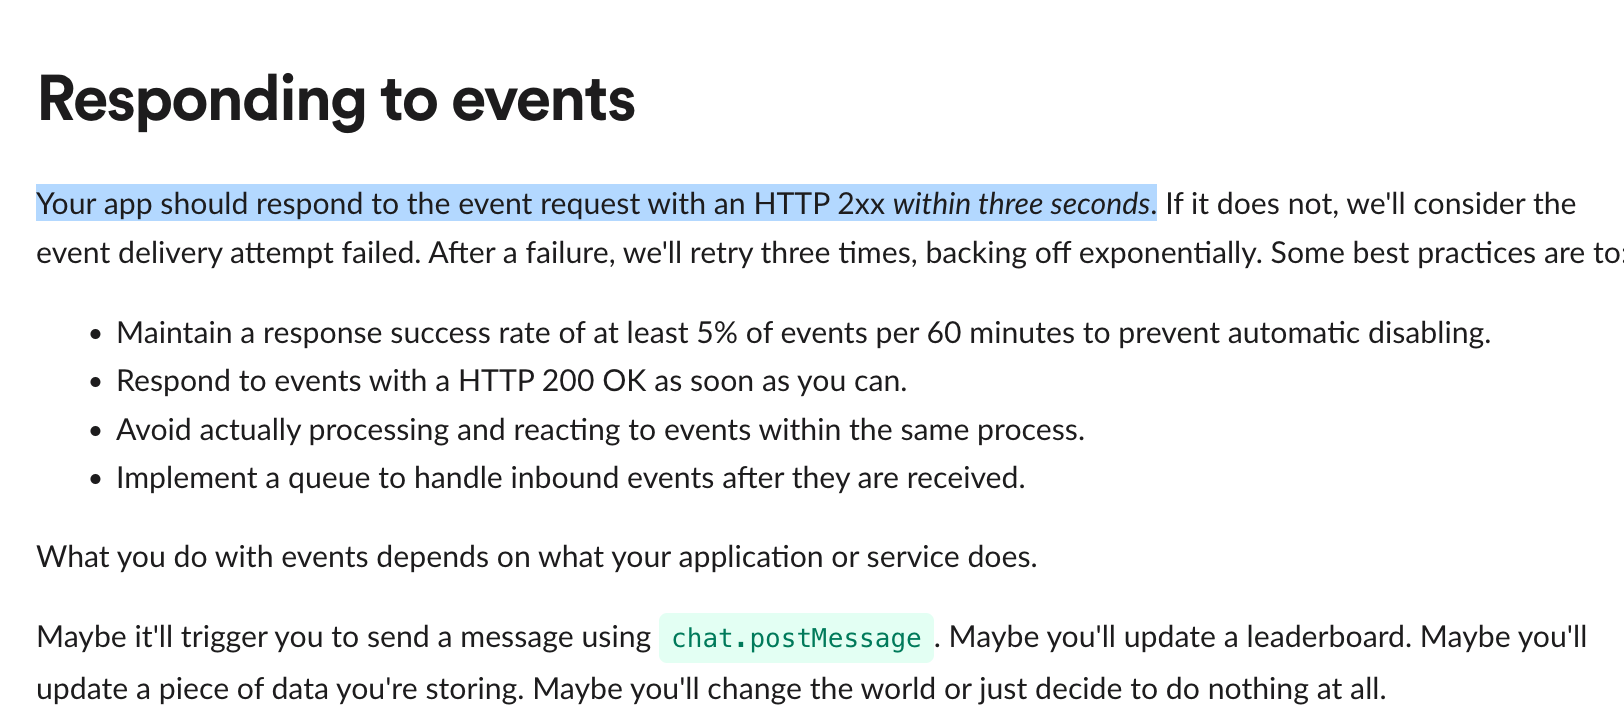 Responding to events
Your app should respond to the event request with an HTTP 2xx within three seconds. If it does not, we'll consider the
event delivery attempt failed. After a failure, we'll retry three times, backing off exponentially. Some best practices are to:
• Maintain a response success rate of at least 5% of events per 60 minutes to prevent automatic disabling.
• Respond to events with a HTTP 200 OK as soon as you can.
• Avoid actually processing and reacting to events within the same process.
• Implement a queue to handle inbound events after they are received.
What you do with events depends on what your application or service does.
Maybe it'll trigger you to send a message using chat.postMessage. Maybe you'll update a leaderboard. Maybe you'll
update a piece of data you're storing. Maybe you'll change the world or just decide to do nothing at all.